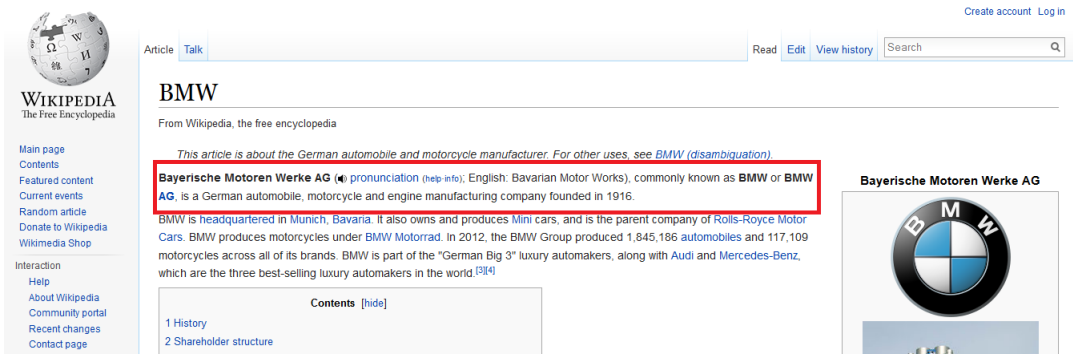 Create account Log in
Article Talk
Read Edit View history Search
WIKIPEDIA
The Free Encyclopedia
Main page
Contents
Featured content
Current events
Random article
Donate to Wikipedia
Wikimedia Shop
Interaction
Help
About Wikipedia
Community portal
Recent changes
Contact page
BMW
From Wikipedia, the free encyclopedia
This article is about the German automobile and motorcycle manufacturer. For other uses, see BMW (disambiguation).
Bayerische Motoren Werke AG ( pronunciation (help·info); English: Bavarian Motor Works), commonly known as BMW or BMW
AG, is a German automobile, motorcycle and engine manufacturing company founded in 1916.
BMW is headquartered in Munich, Bavaria. It also owns and produces Mini cars, and is the parent company of Rolls-Royce Motor
Cars. BMW produces motorcycles under BMW Motorrad. In 2012, the BMW Group produced 1,845,186 automobiles and 117,109
motorcycles across all of its brands. BMW is part of the "German Big 3" luxury automakers, along with Audi and Mercedes-Benz,
which are the three best-selling luxury automakers in the world.[3][4]
Contents [hide]
1 History
2 Shareholder structure
Bayerische Motoren Werke AG
BMW